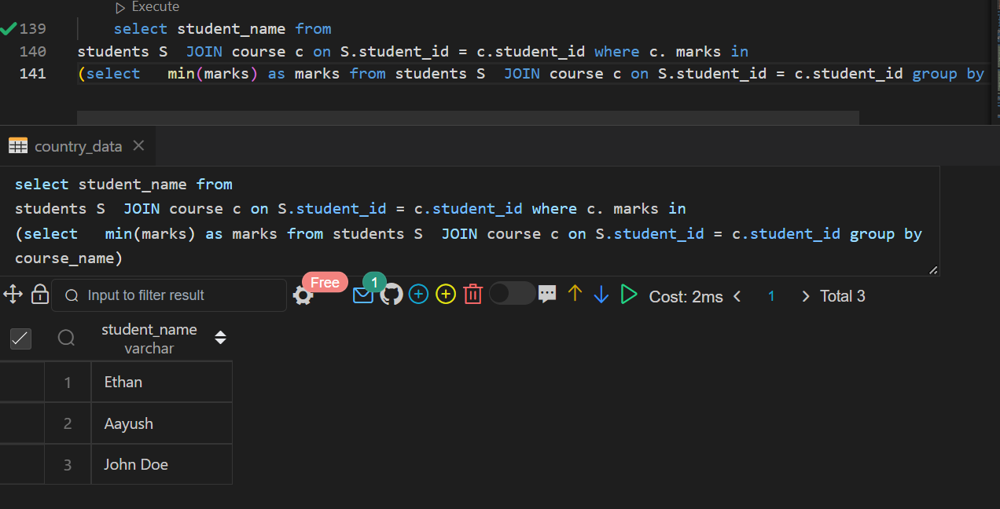 Execute
139 select student_name from
140 students S  JOIN course c on S.student_id = c.student_id where c. marks in
141 (select   min(marks) as marks from students S  JOIN course c on S.student_id = c.student_id group by
country_data
select student_name from
students S  JOIN course c on S.student_id = c.student_id where c. marks in
(select   min(marks) as marks from students S  JOIN course c on S.student_id = c.student_id group by
course_name)
Input to filter result Free 1 Cost: 2ms 1 Total 3
student_name
varchar
1 Ethan
2 Aayush
3 John Doe